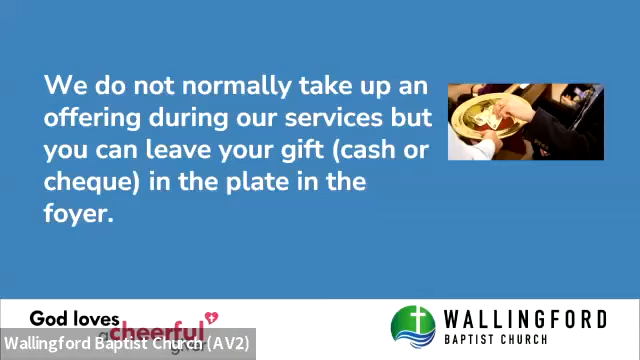 We do not normally take up an
offering during our services but
you can leave your gift (cash or
cheque) in the plate in the
foyer.
God loves
a cheerful
Wallingford Baptist Church (AV2)
WALLINGFORD
BAPTIST CHURCH